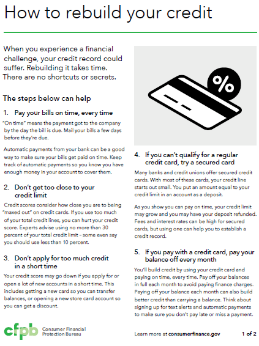 How to rebuild your credit
When you experience a financial
challenge, your credit record could
suffer. Rebuilding it takes time.
There are no shortcuts or secrets.
The steps below can help
1. Pay your bills on time, every time
"On time" means the payment got to the company
by the day the bill is due. Mail your bills a few days
before they're due
Automatic payments from your bank can be a good
way to make sure your bills get paid on time. Keep
track of automatic payments so you know you have
enough money in your account to cover them.
2. Don't get too close to your
credit limit
Credit scores consider how close you are to being
"maxed out" on credit cards. If you use too much
of your total credit lines, you can hurt your credit
score. Experts advise using no more than 30
percent of your total credit limit - some even say
you should use less than 10 percent.
3. Don't apply for too much credit
in a short time
Your credit score may go down if you apply for or
open a lot of new accounts in a short time. This
includes getting a new card so you can transfer
balances, or opening a new store card account so
you can get a discount.
%
4. If you can't qualify for a regular
credit card, try a secured card
Many banks and credit unions offer secured credit
cards. With most of these cards, your credit line
starts out small. You put an amount equal to your
credit limit in an account as a deposit.
As you show you can pay on time, your credit limit
may grow and you may have your deposit refunded.
Fees and interest rates can be high for secured
cards, but using one can help you to establish a
credit record.
5. If you pay with a credit card, pay your
balance off every month
You'll build credit by using your credit card and
paying on time, every time. Pay off your balances
in full each month to avoid paying finance charges.
Paying off your balance each month can also build
better credit than carrying a balance. Think about
signing up for text alerts and automatic payments
to make sure you don't pay late or miss a payment.
cfpb Consumer Financial
Protection Bureau
Learn more at consumerfinance.gov
1 of 2